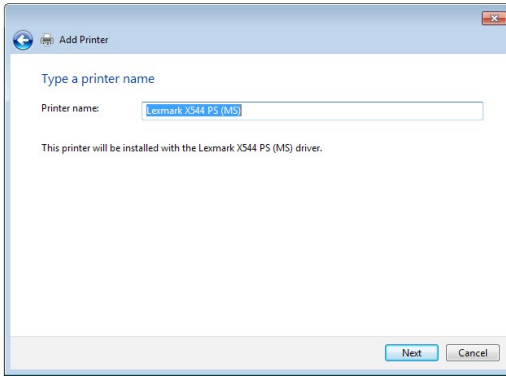 Add Printer
Type a printer name
Printer name: Lexmark X544 PS (MS)
This printer will be installed with the Lexmark X544 PS (MS) driver.
Next Cancel